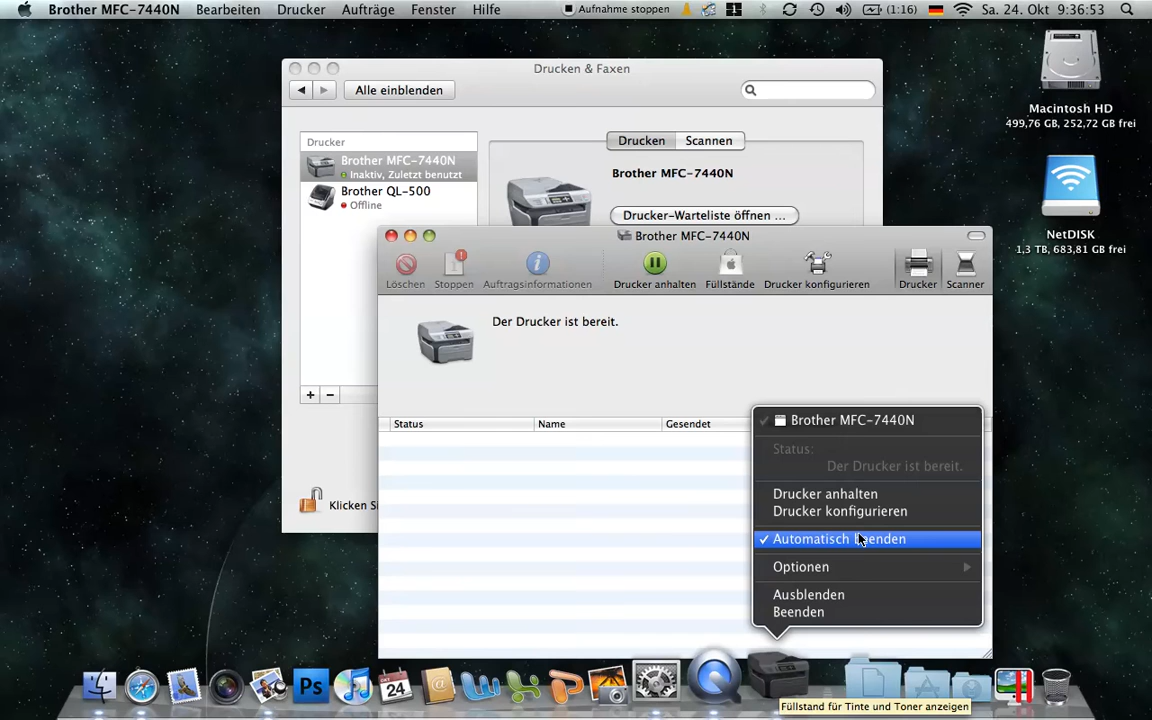 Brother MFC-7440N Bearbeiten Drucker Aufträge Fenster Hilfe Aufnahme stoppen 1 (1:16) Sa. 24. Okt 9:36:53
Drucken & Faxen
Alle einblenden
Macintosh HD
499,76 GB, 252,72 GB frei
Drucker
Drucken Scannen
Brother MFC-7440N
Inaktiv, Zuletzt benutzt
Brother MFC-7440N
Brother QL-500
Offline
Drucker-Warteliste öffnen ...
NetDISK
1,3 TB, 683,81 GB frei
Brother MFC-7440N
Löschen Stoppen Auftragsinformationen Drucker anhalten Füllstände Drucker konfigurieren Drucker Scanner
Der Drucker ist bereit.
+ −
Status Name Gesendet
Brother MFC-7440N
Status:
Der Drucker ist bereit.
Drucker anhalten
Drucker konfigurieren
Klicken Si
✓ Automatisch beenden
Optionen
Ausblenden
Beenden
Ps 24
Füllstand für Tinte und Toner anzeigen